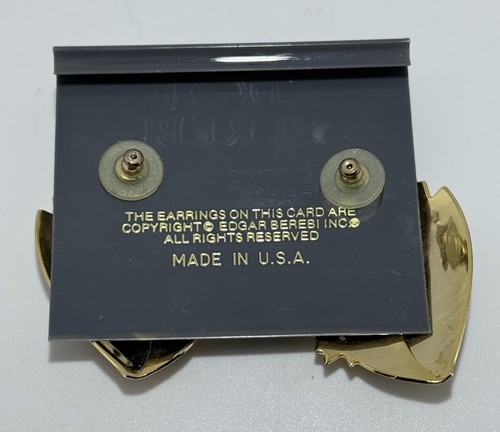 THE EARRINGS ON THIS CARD ARE
COPYRIGHT© EDGAR BEREBI INC.
ALL RIGHTS RESERVED
MADE IN U.S.A.